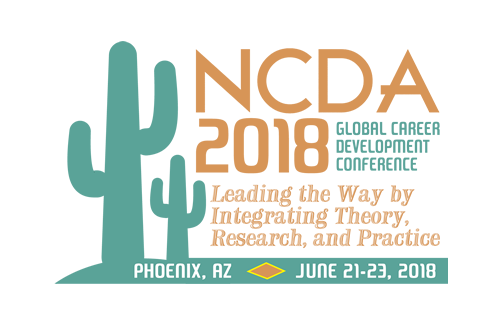 NCDA
2018
GLOBAL CAREER
DEVELOPMENT
CONFERENCE
Leading the Way by
Integrating Theory,
Research, and Practice
PHOENIX, AZ JUNE 21-23, 2018